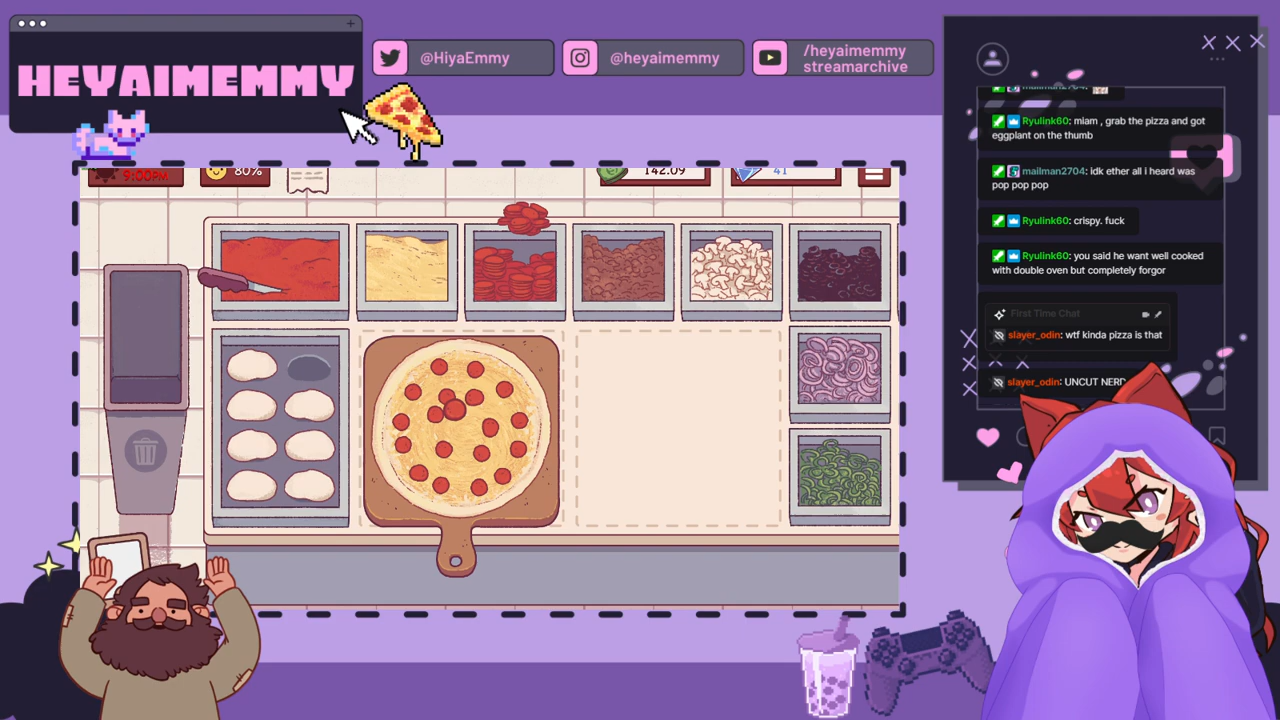 HEYAIMEMMY
@HiyaEmmy
@heyaimemmy
/heyaimemmy
streamarchive
9:00PM
80%
142.09
41
mailman2704:
Ryulink60: miam , grab the pizza and got
eggplant on the thumb
mailman2704: idk ether all i heard was
pop pop pop
Ryulink60: crispy. fuck
Ryulink60: you said he want well cooked
with double oven but completely forgor
First Time Chat
slayer_odin: wtf kinda pizza is that
slayer_odin: UNCUT NERD